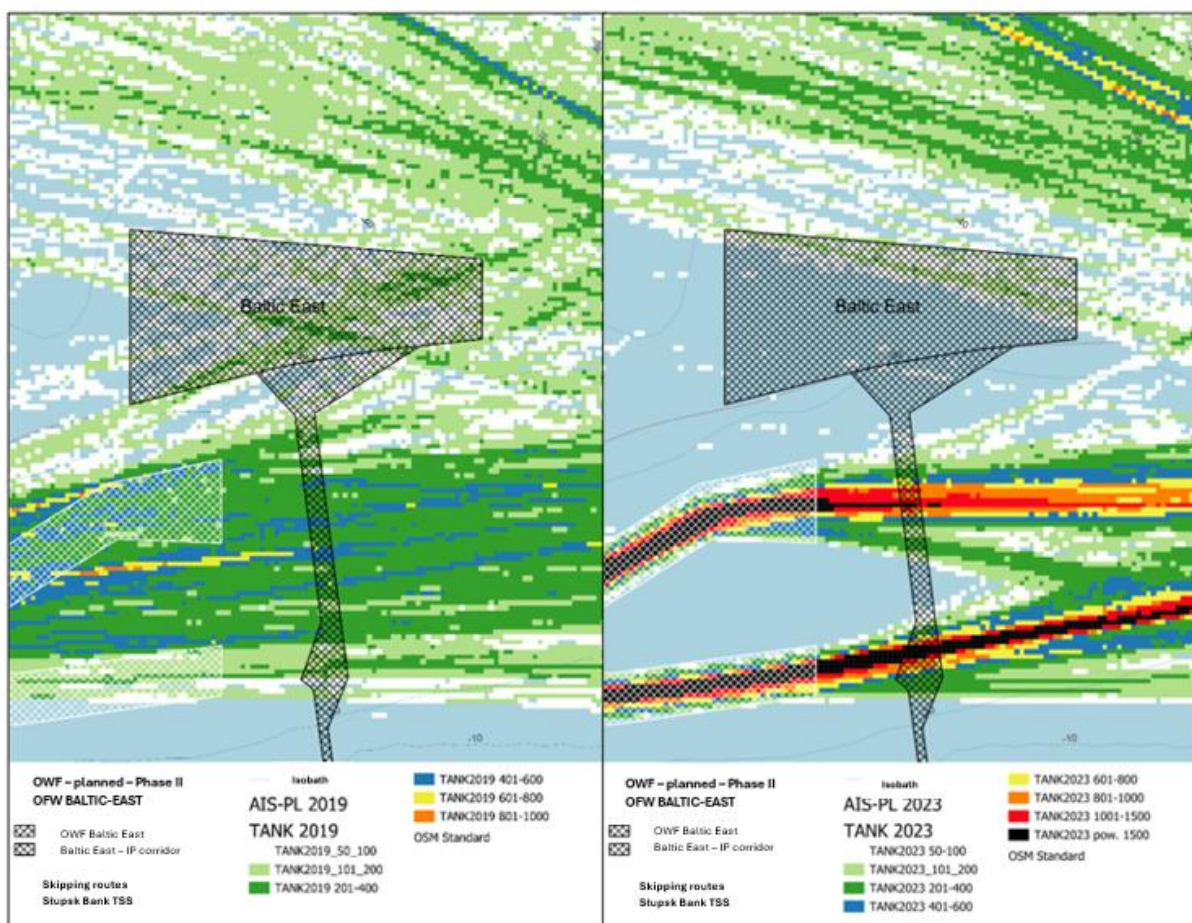 Baltic East
Baltic East
-10
-10
OWF – planned – Phase II
OFW BALTIC-EAST
OWF Baltic East
Baltic East – IP corridor
Skipping routes
Słupsk Bank TSS
Isobath
AIS-PL 2019
TANK 2019
TANK2019_50_100
TANK2019_101_200
TANK2019 201-400
TANK2019 401-600
TANK2019 601-800
TANK2019 801-1000
OSM Standard
OWF – planned – Phase II
OFW BALTIC-EAST
OWF Baltic East
Baltic East – IP corridor
Skipping routes
Słupsk Bank TSS
Isobath
AIS-PL 2023
TANK 2023
TANK2023 50-100
TANK2023_101_200
TANK2023 201-400
TANK2023 401-600
TANK2023 601-800
TANK2023 801-1000
TANK2023 1001-1500
TANK2023 pow. 1500
OSM Standard